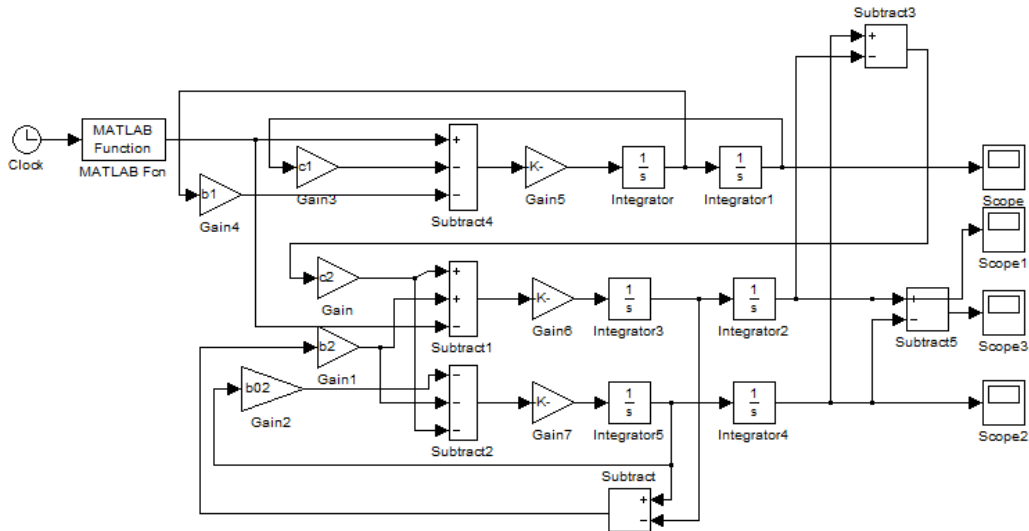 Subtract3
+
−
MATLAB
Function
Clock
MATLAB Fcn
c1
Gain3
b1
Gain4
+
−
−
Subtract4
K-
Gain5
1
s
Integrator
1
s
Integrator1
Scope
Scope1
c2
Gain
+
+
−
Subtract1
K-
Gain6
1
s
Integrator3
1
s
Integrator2
+
−
Subtract5
Scope3
b2
Gain1
b02
Gain2
−
−
−
Subtract2
K-
Gain7
1
s
Integrator5
1
s
Integrator4
Scope2
Subtract
+
−